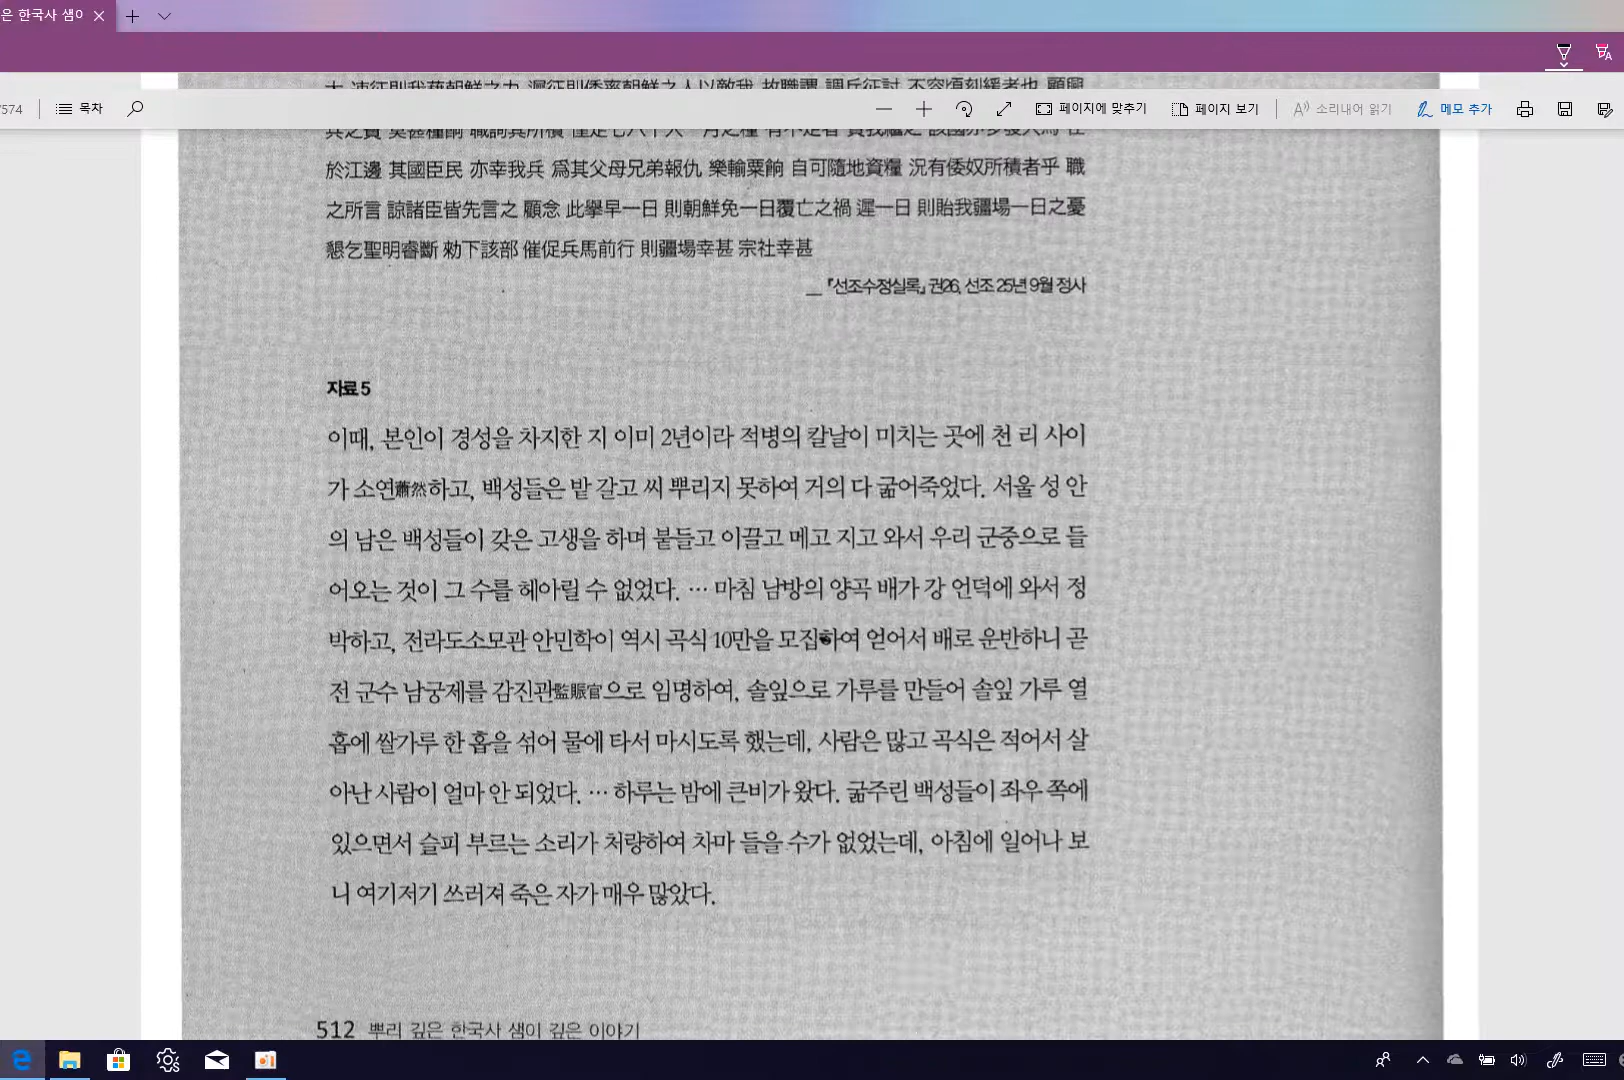 은 한국사 샘이
574
목차
페이지에 맞추기
페이지 보기
소리내어 읽기
메모 추가
於江邊 其國臣民 亦幸我兵 爲其父母兄弟報仇 樂輸粟餉 自可隨地資糧 況有倭奴所積者乎 職
之所言 諒諸臣皆先言之 顧念 此擧早一日 則朝鮮免一日覆亡之禍 遲一日 則貽我疆場一日之憂
懇乞聖明睿斷 勑下該部 催促兵馬前行 則疆場幸甚 宗社幸甚
_『선조수정실록』 권26, 선조 25년 9월 정사
자료 5
이때, 본인이 경성을 차지한 지 이미 2년이라 적병의 칼날이 미치는 곳에 천 리 사이
가 소연蕭然하고, 백성들은 밭 갈고 씨 뿌리지 못하여 거의 다 굶어죽었다. 서울 성 안
의 남은 백성들이 갖은 고생을 하며 붙들고 이끌고 메고 지고 와서 우리 군중으로 들
어오는 것이 그 수를 헤아릴 수 없었다. … 마침 남방의 양곡 배가 강 언덕에 와서 정
박하고, 전라도소모관 안민학이 역시 곡식 10만을 모집하여 얻어서 배로 운반하니 곧
전 군수 남궁제를 감진관監賑官으로 임명하여, 솔잎으로 가루를 만들어 솔잎 가루 열
홉에 쌀가루 한 홉을 섞어 물에 타서 마시도록 했는데, 사람은 많고 곡식은 적어서 살
아난 사람이 얼마 안 되었다. … 하루는 밤에 큰비가 왔다. 굶주린 백성들이 좌우 쪽에
있으면서 슬피 부르는 소리가 처량하여 차마 들을 수가 없었는데, 아침에 일어나 보
니 여기저기 쓰러져 죽은 자가 매우 많았다.
512 뿌리 깊은 한국사 샘이 깊은 이야기